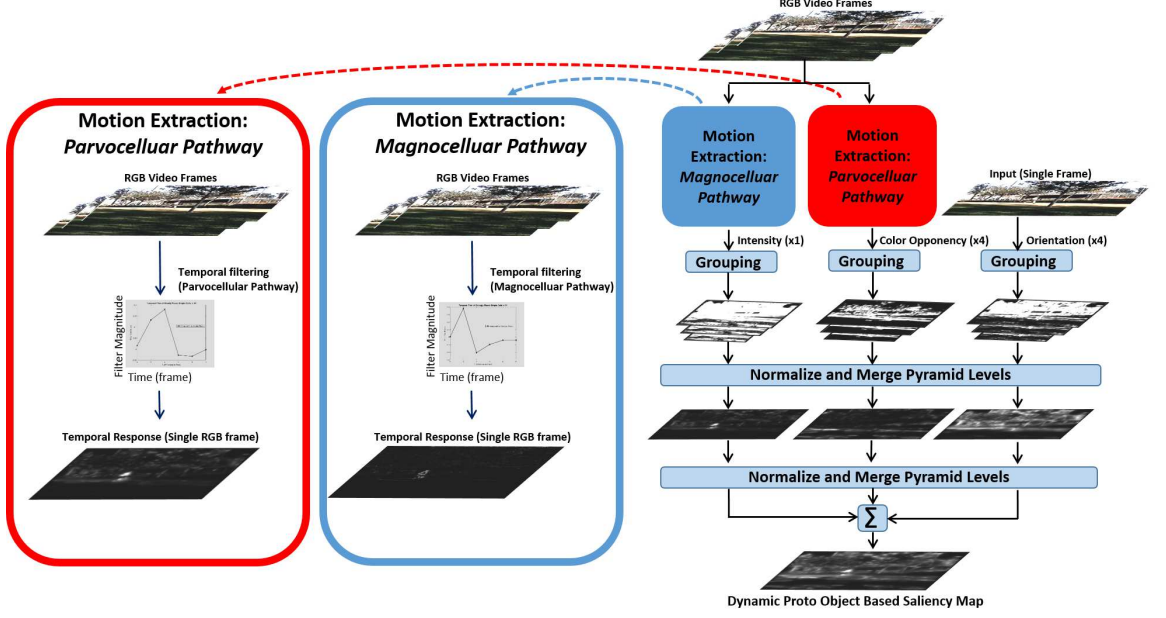 RGB Video Frames
Motion Extraction:
Parvocelluar Pathway
RGB Video Frames
Temporal filtering
(Parvocellular Pathway)
Filter Magnitude
Time (frame)
Temporal Response (Single RGB frame)
Motion Extraction:
Magnocelluar Pathway
RGB Video Frames
Temporal filtering
(Magnocelluar Pathway)
Filter Magnitude
Time (frame)
Temporal Response (Single RGB frame)
Motion
Extraction:
Magnocelluar
Pathway
Motion
Extraction:
Parvocelluar
Pathway
Input (Single Frame)
Intensity (x1)
Color Opponency (x4)
Orientation (x4)
Grouping
Grouping
Grouping
Normalize and Merge Pyramid Levels
Normalize and Merge Pyramid Levels
Σ
Dynamic Proto Object Based Saliency Map